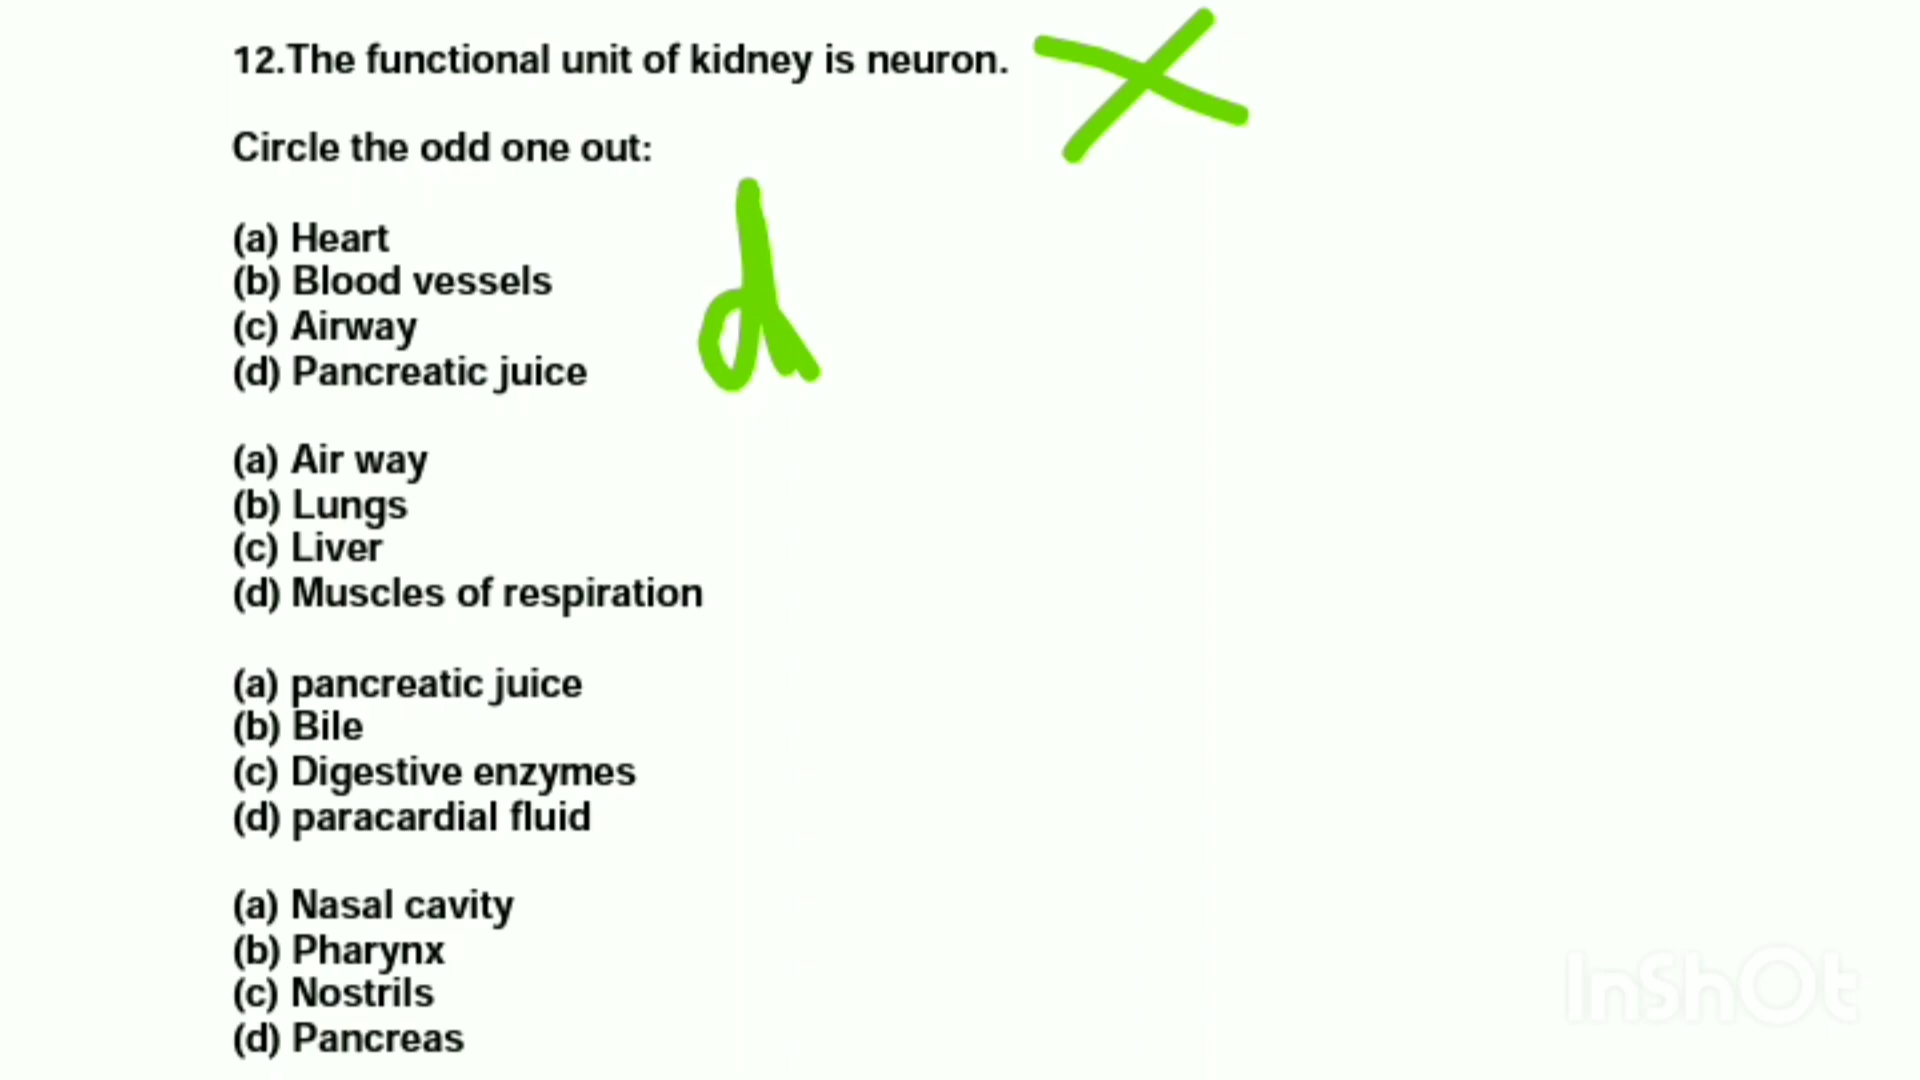 12.The functional unit of kidney is neuron. X
Circle the odd one out:
(a) Heart
(b) Blood vessels
(c) Airway
(d) Pancreatic juice
d
(a) Air way
(b) Lungs
(c) Liver
(d) Muscles of respiration
(a) pancreatic juice
(b) Bile
(c) Digestive enzymes
(d) paracardial fluid
(a) Nasal cavity
(b) Pharynx
(c) Nostrils
(d) Pancreas
InShOt